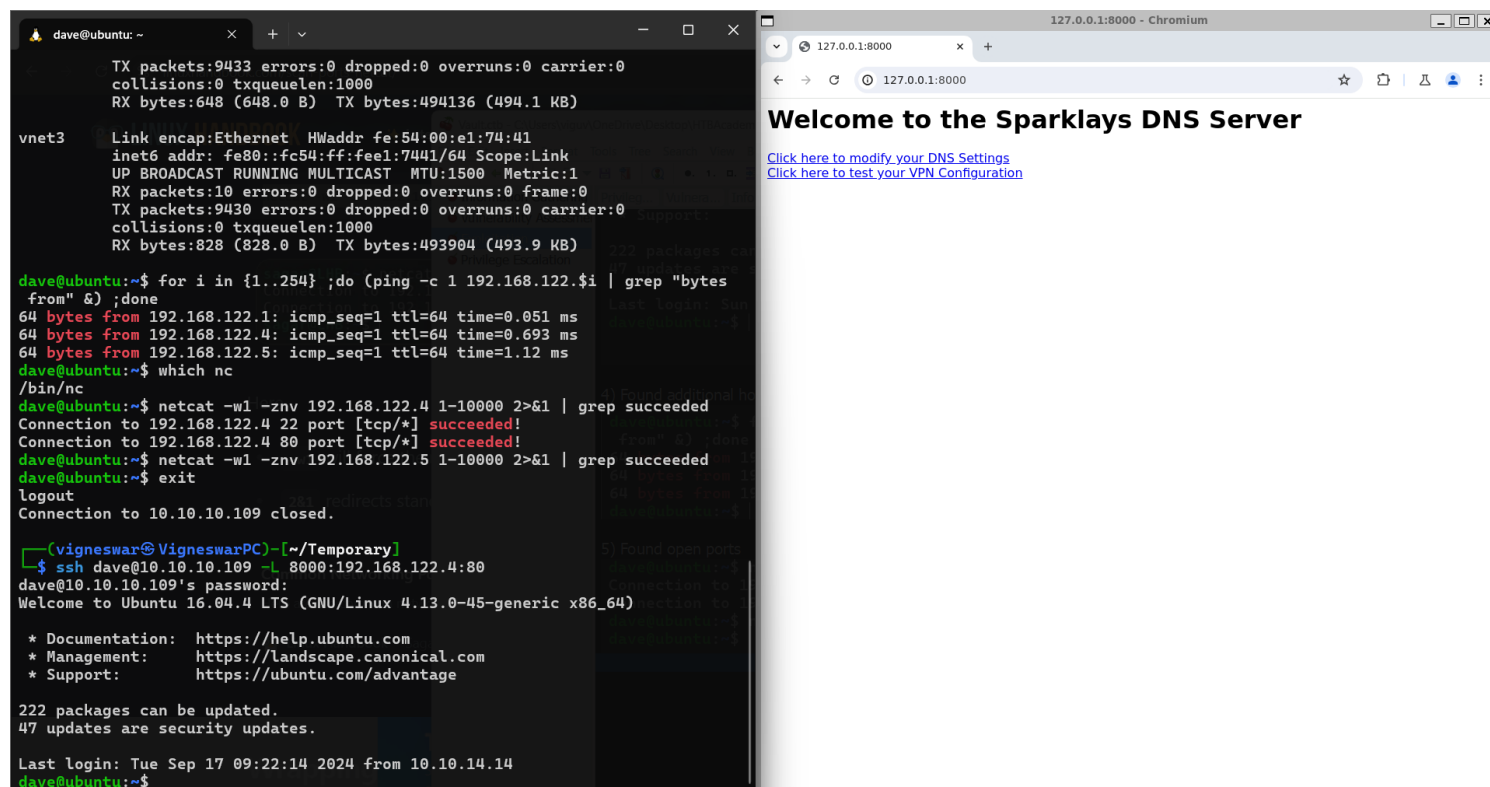 dave@ubuntu: ~
TX packets:9433 errors:0 dropped:0 overruns:0 carrier:0
collisions:0 txqueuelen:1000
RX bytes:648 (648.0 B)  TX bytes:494136 (494.1 KB)
vnet3     Link encap:Ethernet  HWaddr fe:54:00:e1:74:41
inet6 addr: fe80::fc54:ff:fee1:7441/64 Scope:Link
UP BROADCAST RUNNING MULTICAST  MTU:1500  Metric:1
RX packets:10 errors:0 dropped:0 overruns:0 frame:0
TX packets:9430 errors:0 dropped:0 overruns:0 carrier:0
collisions:0 txqueuelen:1000
RX bytes:828 (828.0 B)  TX bytes:493904 (493.9 KB)
dave@ubuntu:~$ for i in {1..254} ;do (ping -c 1 192.168.122.$i | grep "bytes
from" &) ;done
64 bytes from 192.168.122.1: icmp_seq=1 ttl=64 time=0.051 ms
64 bytes from 192.168.122.4: icmp_seq=1 ttl=64 time=0.693 ms
64 bytes from 192.168.122.5: icmp_seq=1 ttl=64 time=1.12 ms
dave@ubuntu:~$ which nc
/bin/nc
dave@ubuntu:~$ netcat -w1 -znv 192.168.122.4 1-10000 2>&1 | grep succeeded
Connection to 192.168.122.4 22 port [tcp/*] succeeded!
Connection to 192.168.122.4 80 port [tcp/*] succeeded!
dave@ubuntu:~$ netcat -w1 -znv 192.168.122.5 1-10000 2>&1 | grep succeeded
dave@ubuntu:~$ exit
logout
Connection to 10.10.10.109 closed.
┌──(vigneswar㉿VigneswarPC)-[~/Temporary]
└─$ ssh dave@10.10.10.109 -L 8000:192.168.122.4:80
dave@10.10.10.109's password:
Welcome to Ubuntu 16.04.4 LTS (GNU/Linux 4.13.0-45-generic x86_64)
* Documentation:  https://help.ubuntu.com
* Management:     https://landscape.canonical.com
* Support:        https://ubuntu.com/advantage
222 packages can be updated.
47 updates are security updates.
Last login: Tue Sep 17 09:22:14 2024 from 10.10.14.14
dave@ubuntu:~$
127.0.0.1:8000 - Chromium
127.0.0.1:8000
127.0.0.1:8000
Welcome to the Sparklays DNS Server
Click here to modify your DNS Settings
Click here to test your VPN Configuration